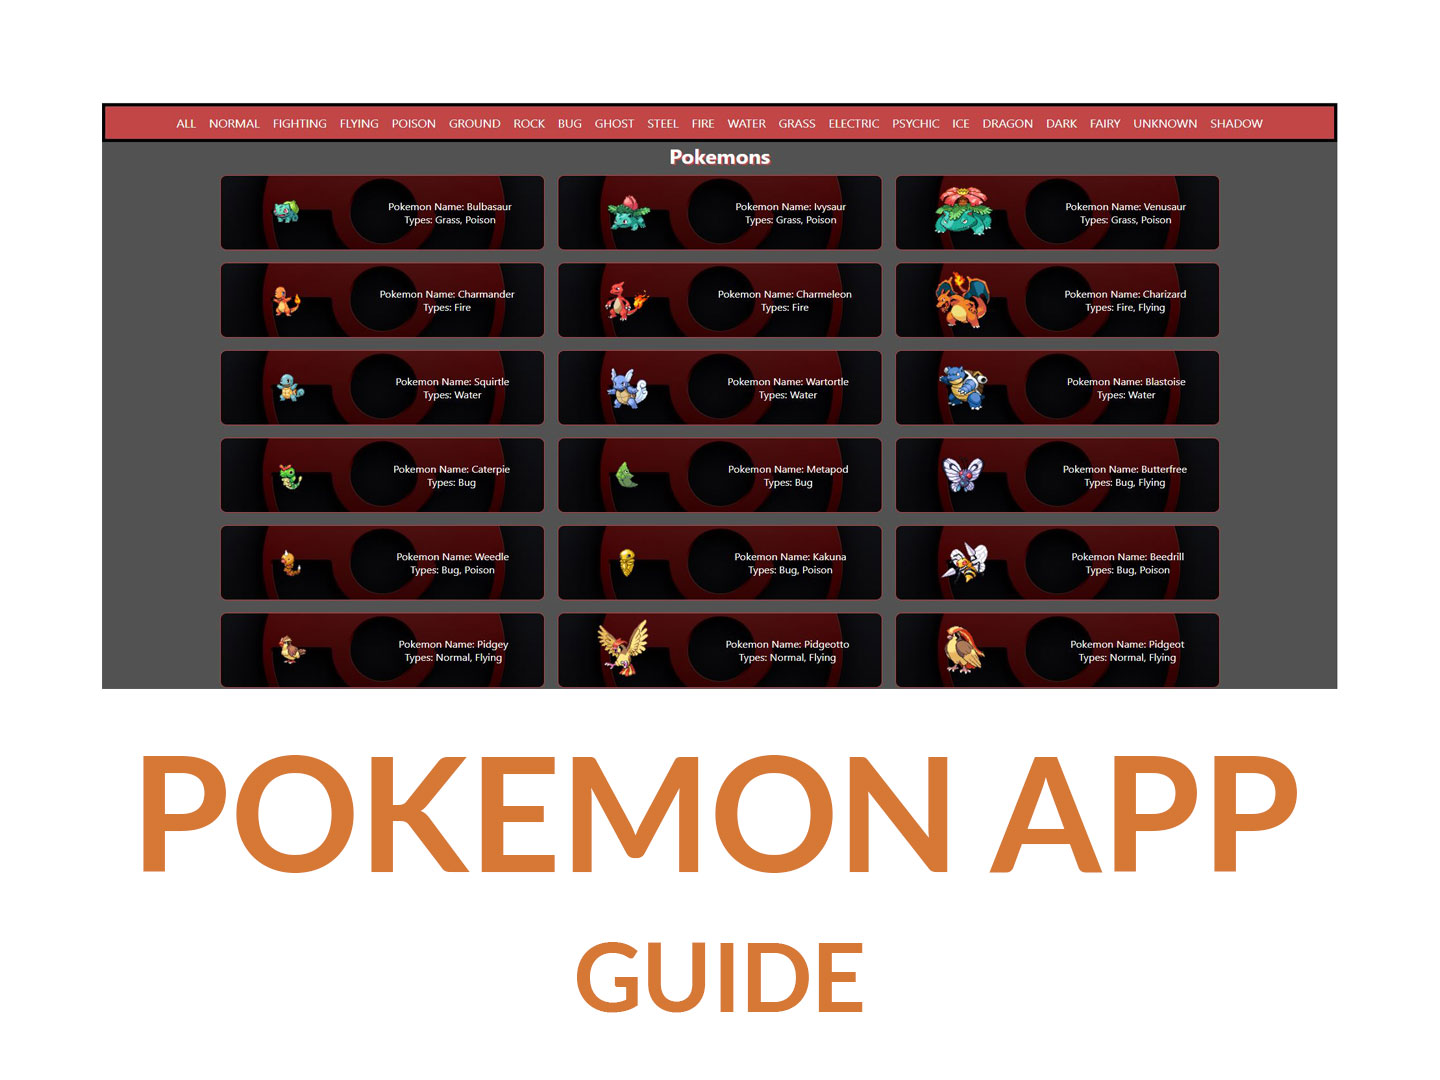 ALL NORMAL FIGHTING FLYING POISON GROUND ROCK BUG GHOST STEEL FIRE WATER GRASS ELECTRIC PSYCHIC ICE DRAGON DARK FAIRY UNKNOWN SHADOW
Pokemons
Pokemon Name: Bulbasaur
Types: Grass, Poison
Pokemon Name: Ivysaur
Types: Grass, Poison
Pokemon Name: Venusaur
Types: Grass, Poison
Pokemon Name: Charmander
Types: Fire
Pokemon Name: Charmeleon
Types: Fire
Pokemon Name: Charizard
Types: Fire, Flying
Pokemon Name: Squirtle
Types: Water
Pokemon Name: Wartortle
Types: Water
Pokemon Name: Blastoise
Types: Water
Pokemon Name: Caterpie
Types: Bug
Pokemon Name: Metapod
Types: Bug
Pokemon Name: Butterfree
Types: Bug, Flying
Pokemon Name: Weedle
Types: Bug, Poison
Pokemon Name: Kakuna
Types: Bug, Poison
Pokemon Name: Beedrill
Types: Bug, Poison
Pokemon Name: Pidgey
Types: Normal, Flying
Pokemon Name: Pidgeotto
Types: Normal, Flying
Pokemon Name: Pidgeot
Types: Normal, Flying
POKEMON APP
GUIDE